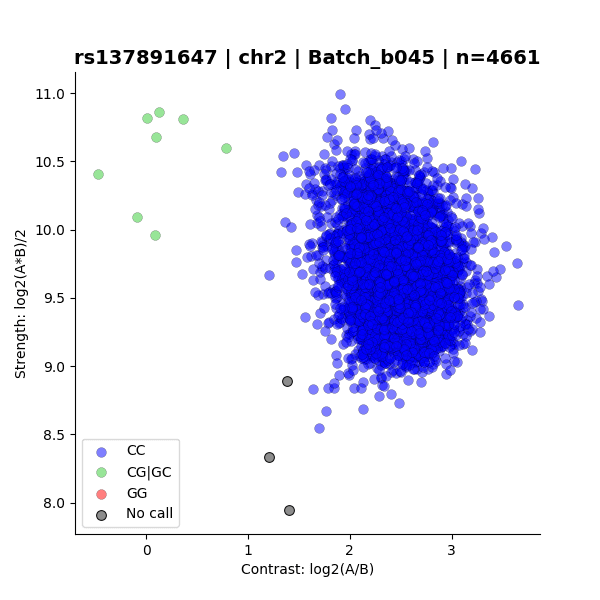 rs137891647 | chr2 | Batch_b045 | n=4661
Strength: log2(A*B)/2
11.0
10.5
10.0
9.5
9.0
8.5
8.0
CC
CG|GC
GG
No call
0 1 2 3
Contrast: log2(A/B)